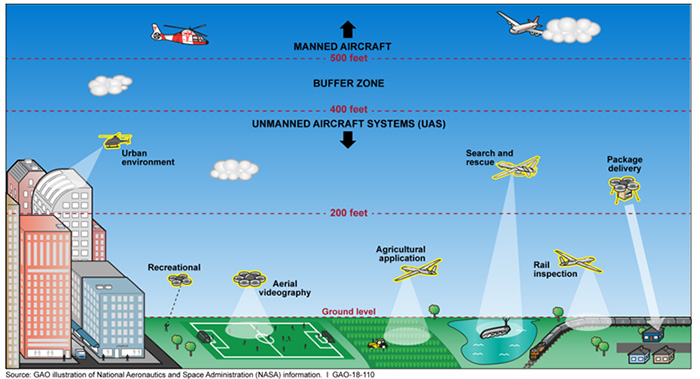 MANNED AIRCRAFT
500 feet
BUFFER ZONE
400 feet
UNMANNED AIRCRAFT SYSTEMS (UAS)
Urban
environment
Search and
rescue
Package
delivery
200 feet
Recreational
Aerial
videography
Agricultural
application
Rail
inspection
Ground level
Source: GAO illustration of National Aeronautics and Space Administration (NASA) information. | GAO-18-110